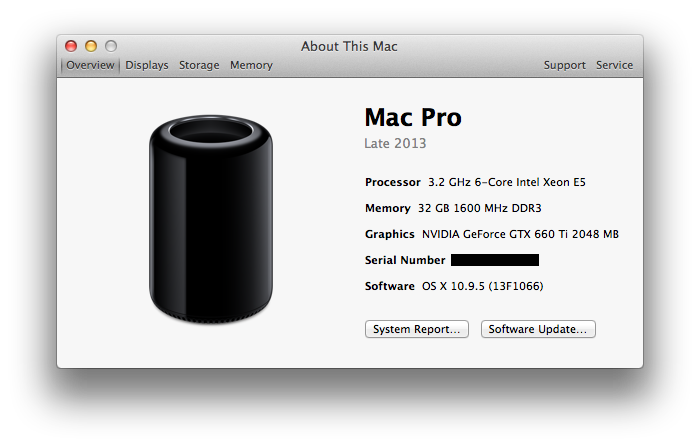 About This Mac
Overview Displays Storage Memory Support Service
Mac Pro
Late 2013
Processor 3.2 GHz 6-Core Intel Xeon E5
Memory 32 GB 1600 MHz DDR3
Graphics NVIDIA GeForce GTX 660 Ti 2048 MB
Serial Number
Software OS X 10.9.5 (13F1066)
System Report... Software Update...